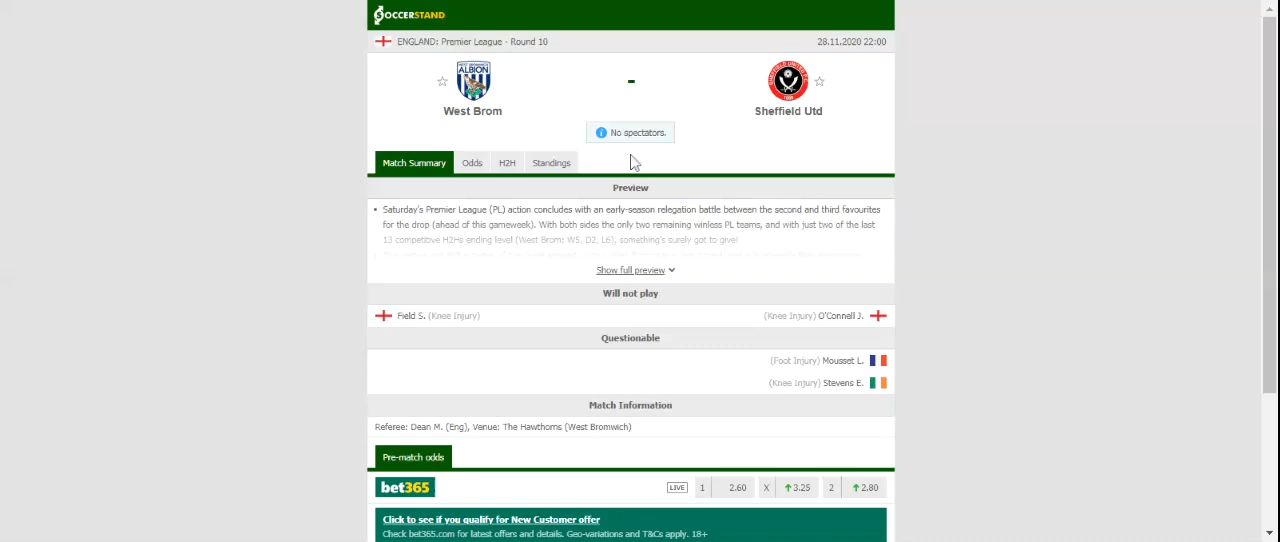 SOCCERSTAND
ENGLAND: Premier League - Round 10
28.11.2020 22:00
ALBION
-
West Brom
Sheffield Utd
No spectators.
Match Summary
Odds
H2H
Standings
Preview
Saturday's Premier League (PL) action concludes with an early-season relegation battle between the second and third favourites
for the drop (ahead of this gameweek). With both sides the only two remaining winless PL teams, and with just two of the last
13 competitive H2Hs ending level (West Brom: W5, D2, L6), something's surely got to give!
Show full preview
Will not play
Field S. (Knee Injury)
(Knee Injury) O'Connell J.
Questionable
(Foot Injury) Mousset L.
(Knee Injury) Stevens E.
Match Information
Referee: Dean M. (Eng), Venue: The Hawthorns (West Bromwich)
Pre-match odds
bet365
LIVE
1 2.60
X 3.25
2 2.80
Click to see if you qualify for New Customer offer
Check bet365.com for latest offers and details. Geo-variations and T&Cs apply. 18+